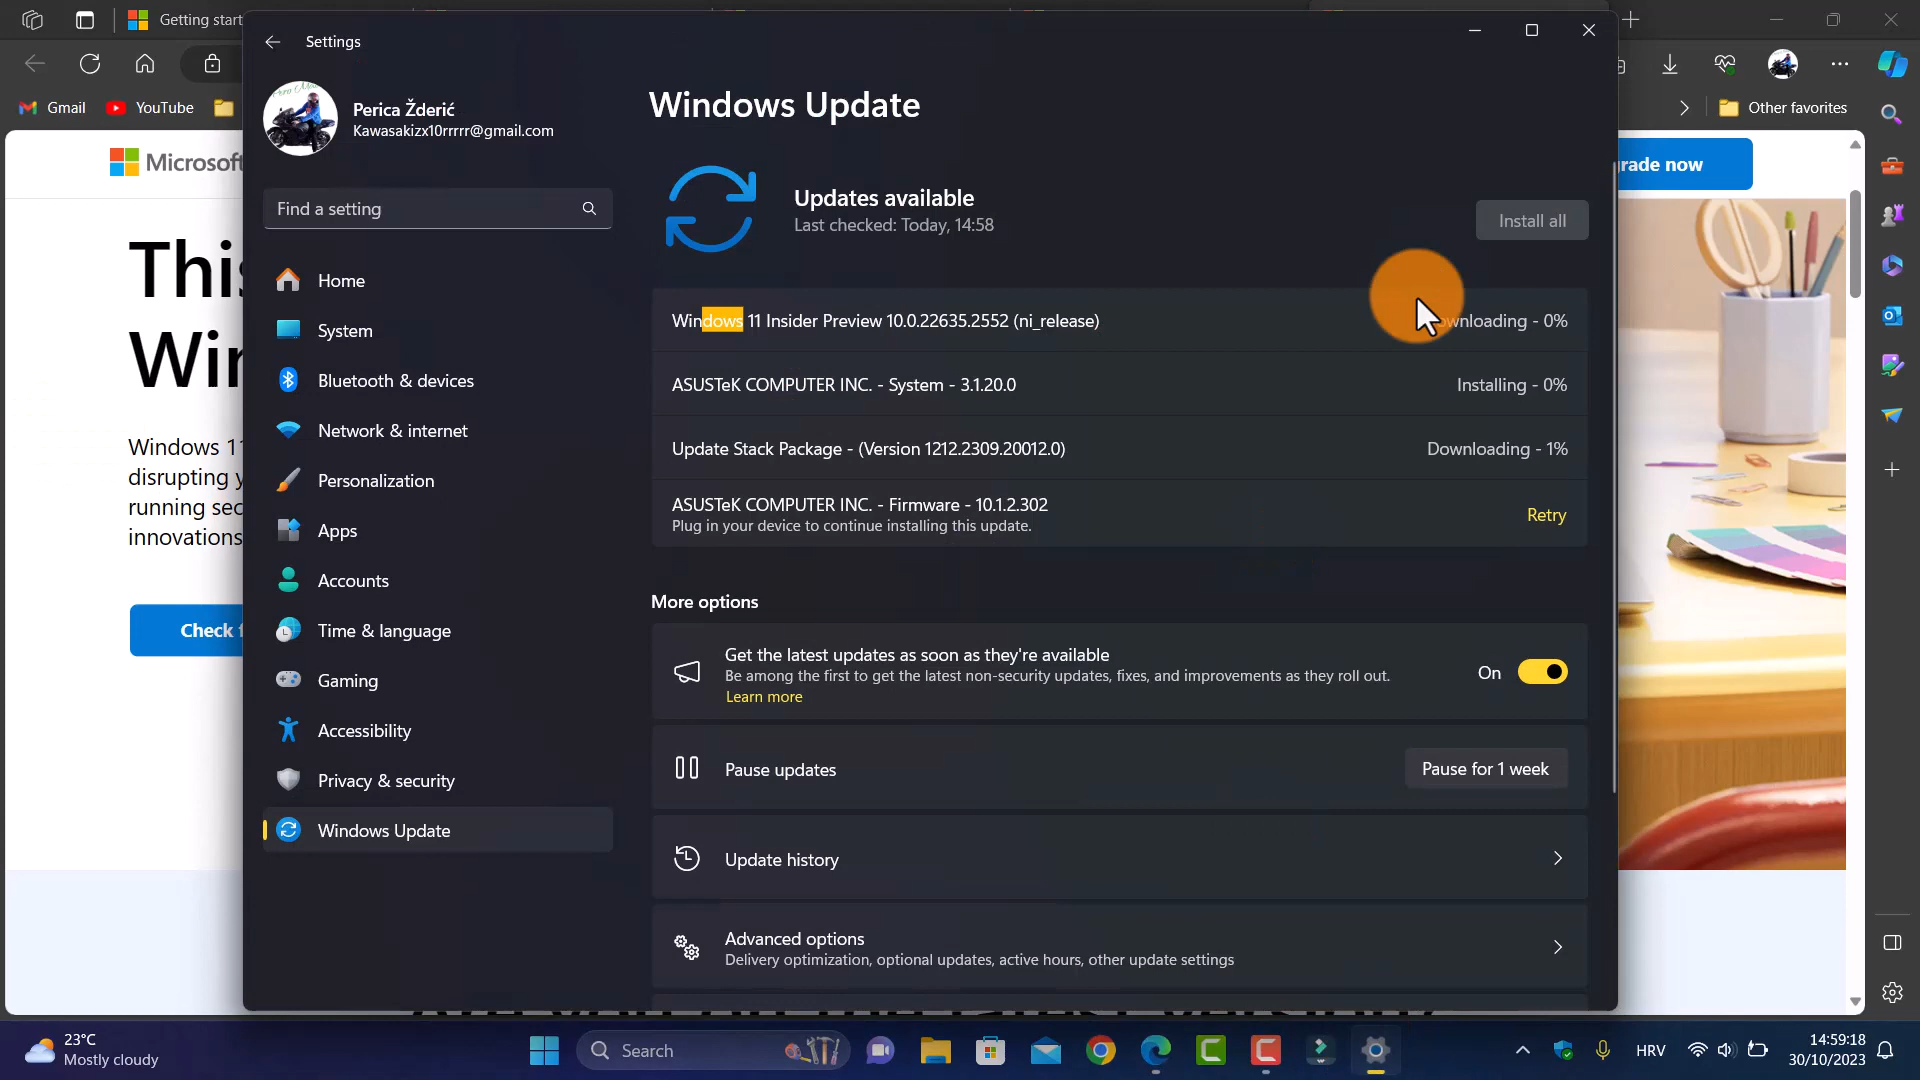 Getting start
Settings
Gmail
YouTube
Other favorites
Perica Žderić
Kawasakizx10rrrrr@gmail.com
Windows Update
Microsoft
grade now
Updates available
Last checked: Today, 14:58
Install all
Find a setting
This
Win
Home
System
Bluetooth & devices
Network & internet
Personalization
Apps
Accounts
Time & language
Gaming
Accessibility
Privacy & security
Windows Update
Windows 11 Insider Preview 10.0.22635.2552 (ni_release)
wnloading - 0%
ASUSTeK COMPUTER INC. - System - 3.1.20.0
Installing - 0%
Update Stack Package - (Version 1212.2309.20012.0)
Downloading - 1%
ASUSTeK COMPUTER INC. - Firmware - 10.1.2.302
Plug in your device to continue installing this update.
Retry
Windows 11
disrupting y
running sec
innovations
Check f
More options
Get the latest updates as soon as they're available
Be among the first to get the latest non-security updates, fixes, and improvements as they roll out.
Learn more
On
Pause updates
Pause for 1 week
Update history
Advanced options
Delivery optimization, optional updates, active hours, other update settings
23°C
Mostly cloudy
Search
HRV
14:59:18
30/10/2023